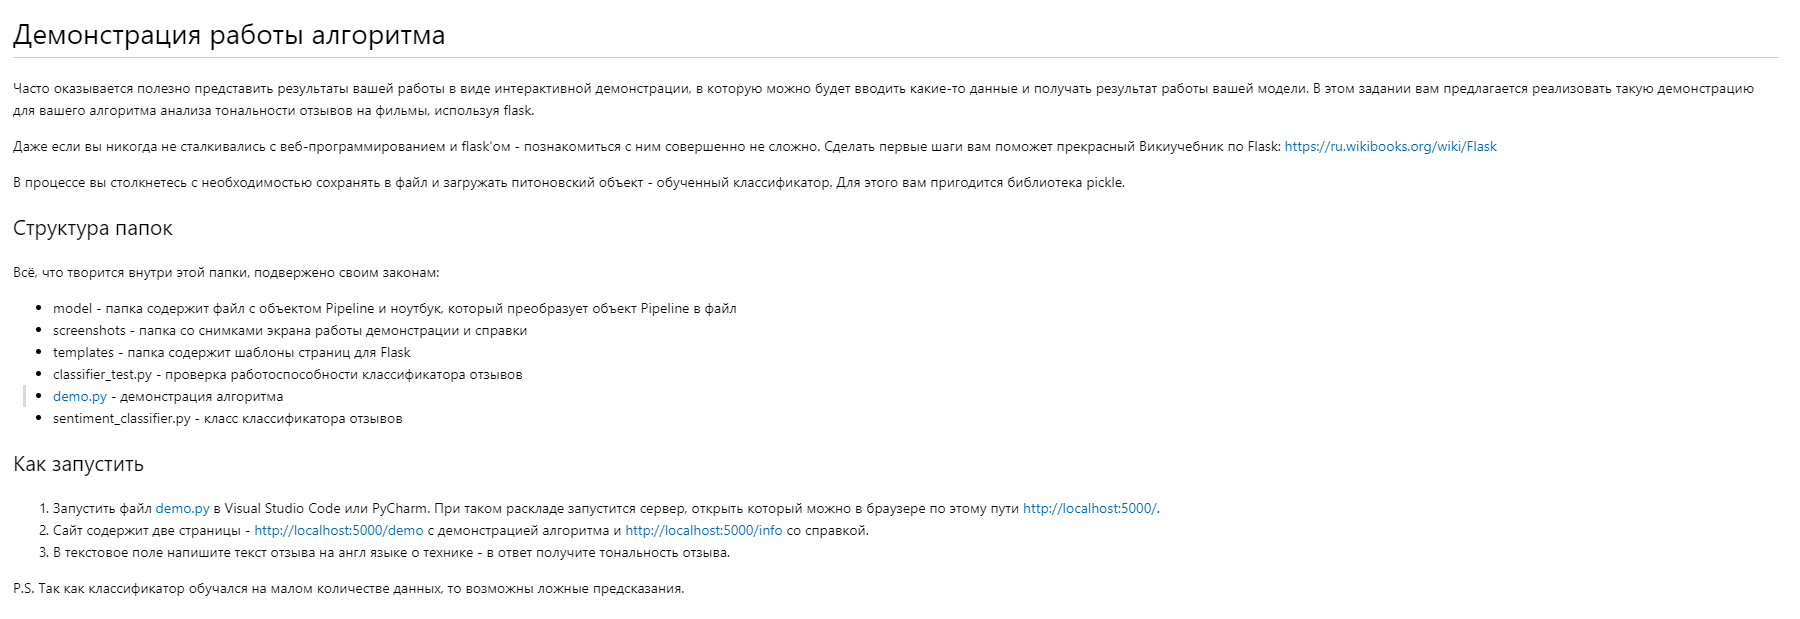 Демонстрация работы алгоритма
Часто оказывается полезно представить результаты вашей работы в виде интерактивной демонстрации, в которую можно будет вводить какие-то данные и получать результат работы вашей модели. В этом задании вам предлагается реализовать такую демонстрацию
для вашего алгоритма анализа тональности отзывов на фильмы, используя flask.
Даже если вы никогда не сталкивались с веб-программированием и flask'ом - познакомиться с ним совершенно не сложно. Сделать первые шаги вам поможет прекрасный Викиучебник по Flask: https://ru.wikibooks.org/wiki/Flask
В процессе вы столкнетесь с необходимостью сохранять в файл и загружать питоновский объект - обученный классификатор. Для этого вам пригодится библиотека pickle.
Структура папок
Всё, что творится внутри этой папки, подвержено своим законам:
• model - папка содержит файл с объектом Pipeline и ноутбук, который преобразует объект Pipeline в файл
• screenshots - папка со снимками экрана работы демонстрации и справки
• templates - папка содержит шаблоны страниц для Flask
• classifier_test.py - проверка работоспособности классификатора отзывов
• demo.py - демонстрация алгоритма
• sentiment_classifier.py - класс классификатора отзывов
Как запустить
1. Запустить файл demo.py в Visual Studio Code или PyCharm. При таком раскладе запустится сервер, открыть который можно в браузере по этому пути http://localhost:5000/.
2. Сайт содержит две страницы - http://localhost:5000/demo с демонстрацией алгоритма и http://localhost:5000/info со справкой.
3. В текстовое поле напишите текст отзыва на англ языке о технике - в ответ получите тональность отзыва.
P.S. Так как классификатор обучался на малом количестве данных, то возможны ложные предсказания.